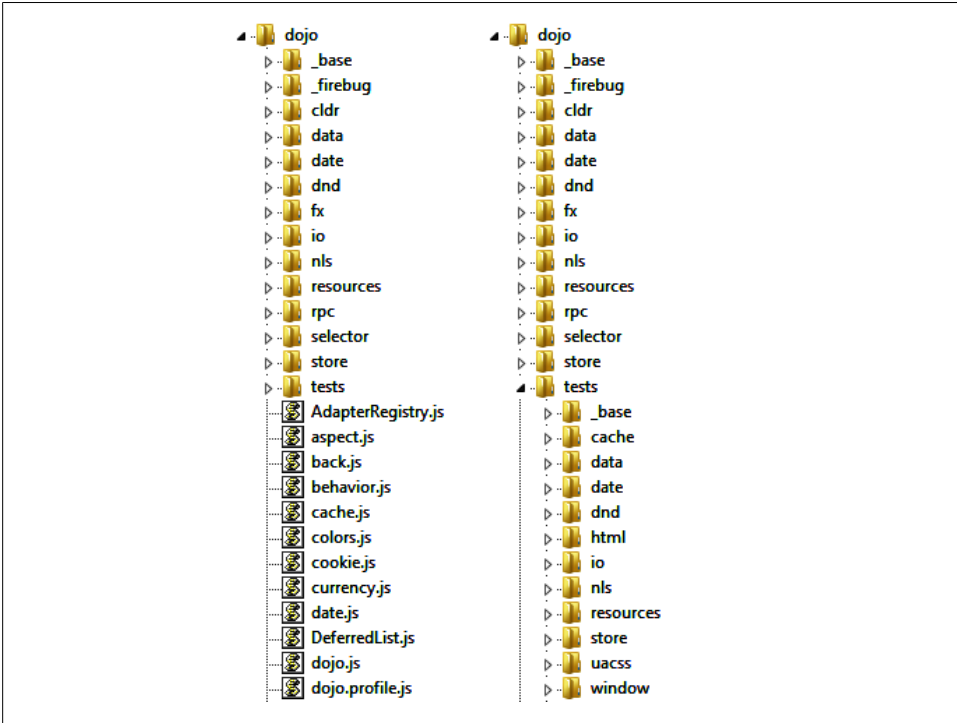 dojo
_base
_firebug
cldr
data
date
dnd
fx
io
nls
resources
rpc
selector
store
tests
AdapterRegistry.js
aspect.js
back.js
behavior.js
cache.js
colors.js
cookie.js
currency.js
date.js
DeferredList.js
dojo.js
dojo.profile.js
dojo
_base
_firebug
cldr
data
date
dnd
fx
io
nls
resources
rpc
selector
store
tests
_base
cache
data
date
dnd
html
io
nls
resources
store
uacss
window